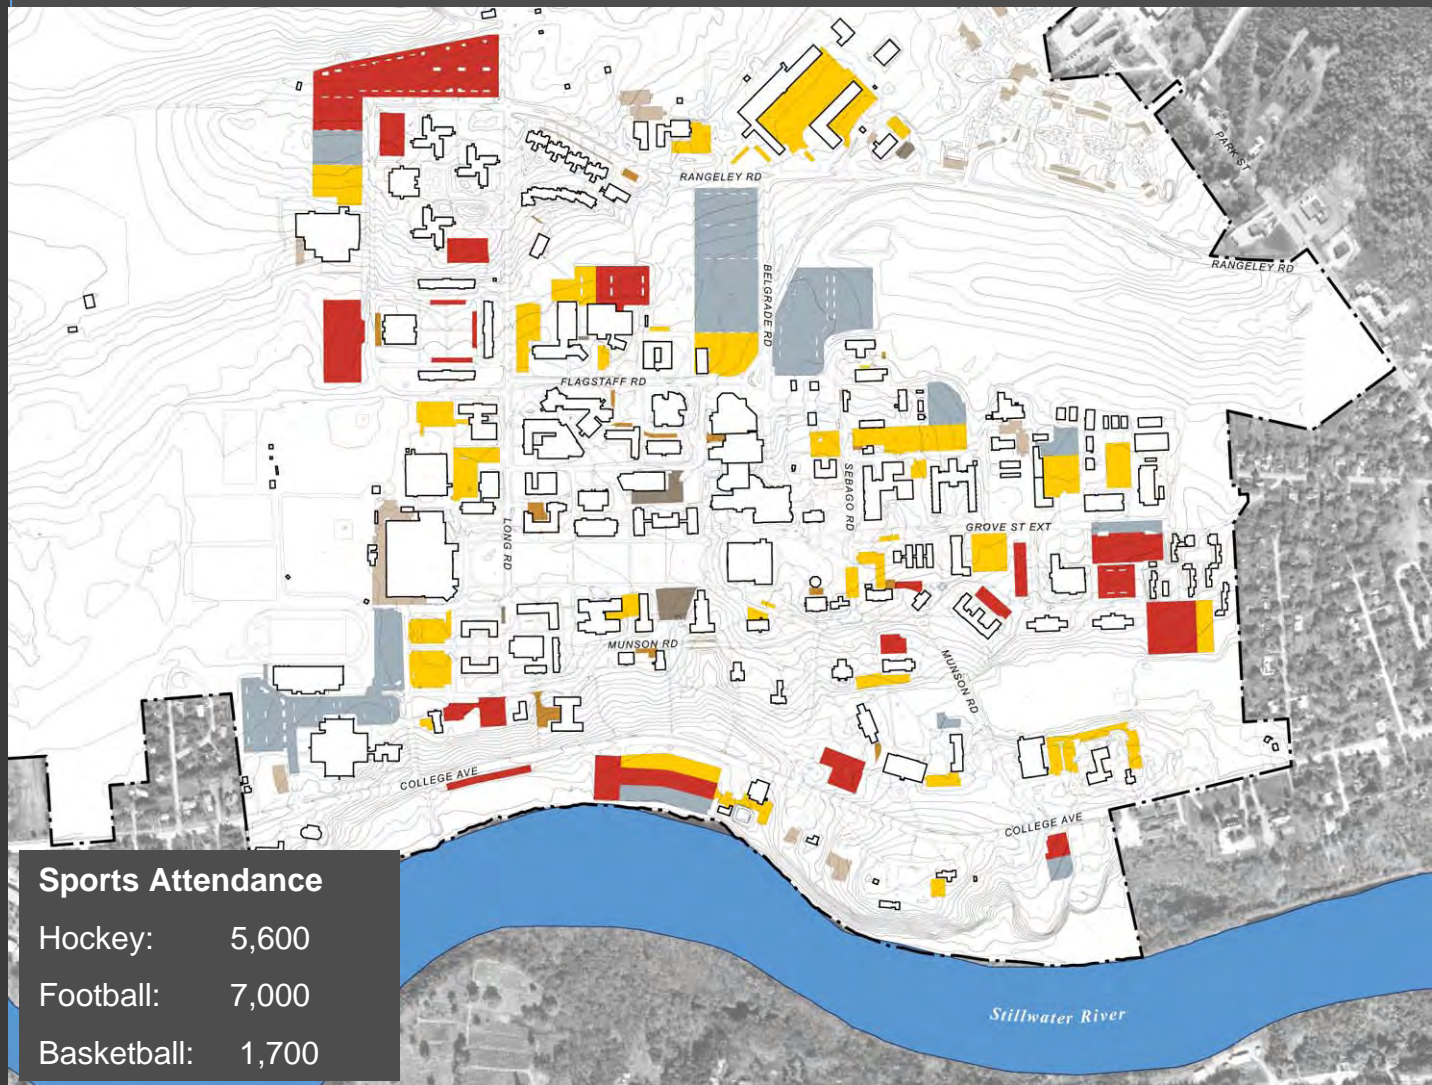 PARK ST
RANGELEY RD
RANGELEY RD
BELGRADE RD
FLAGSTAFF RD
SEBAGO RD
LONG RD
GROVE ST EXT
MUNSON RD
MUNSON RD
COLLEGE AVE
COLLEGE AVE
Sports Attendance
Hockey: 5,600
Football: 7,000
Basketball: 1,700
Stillwater River